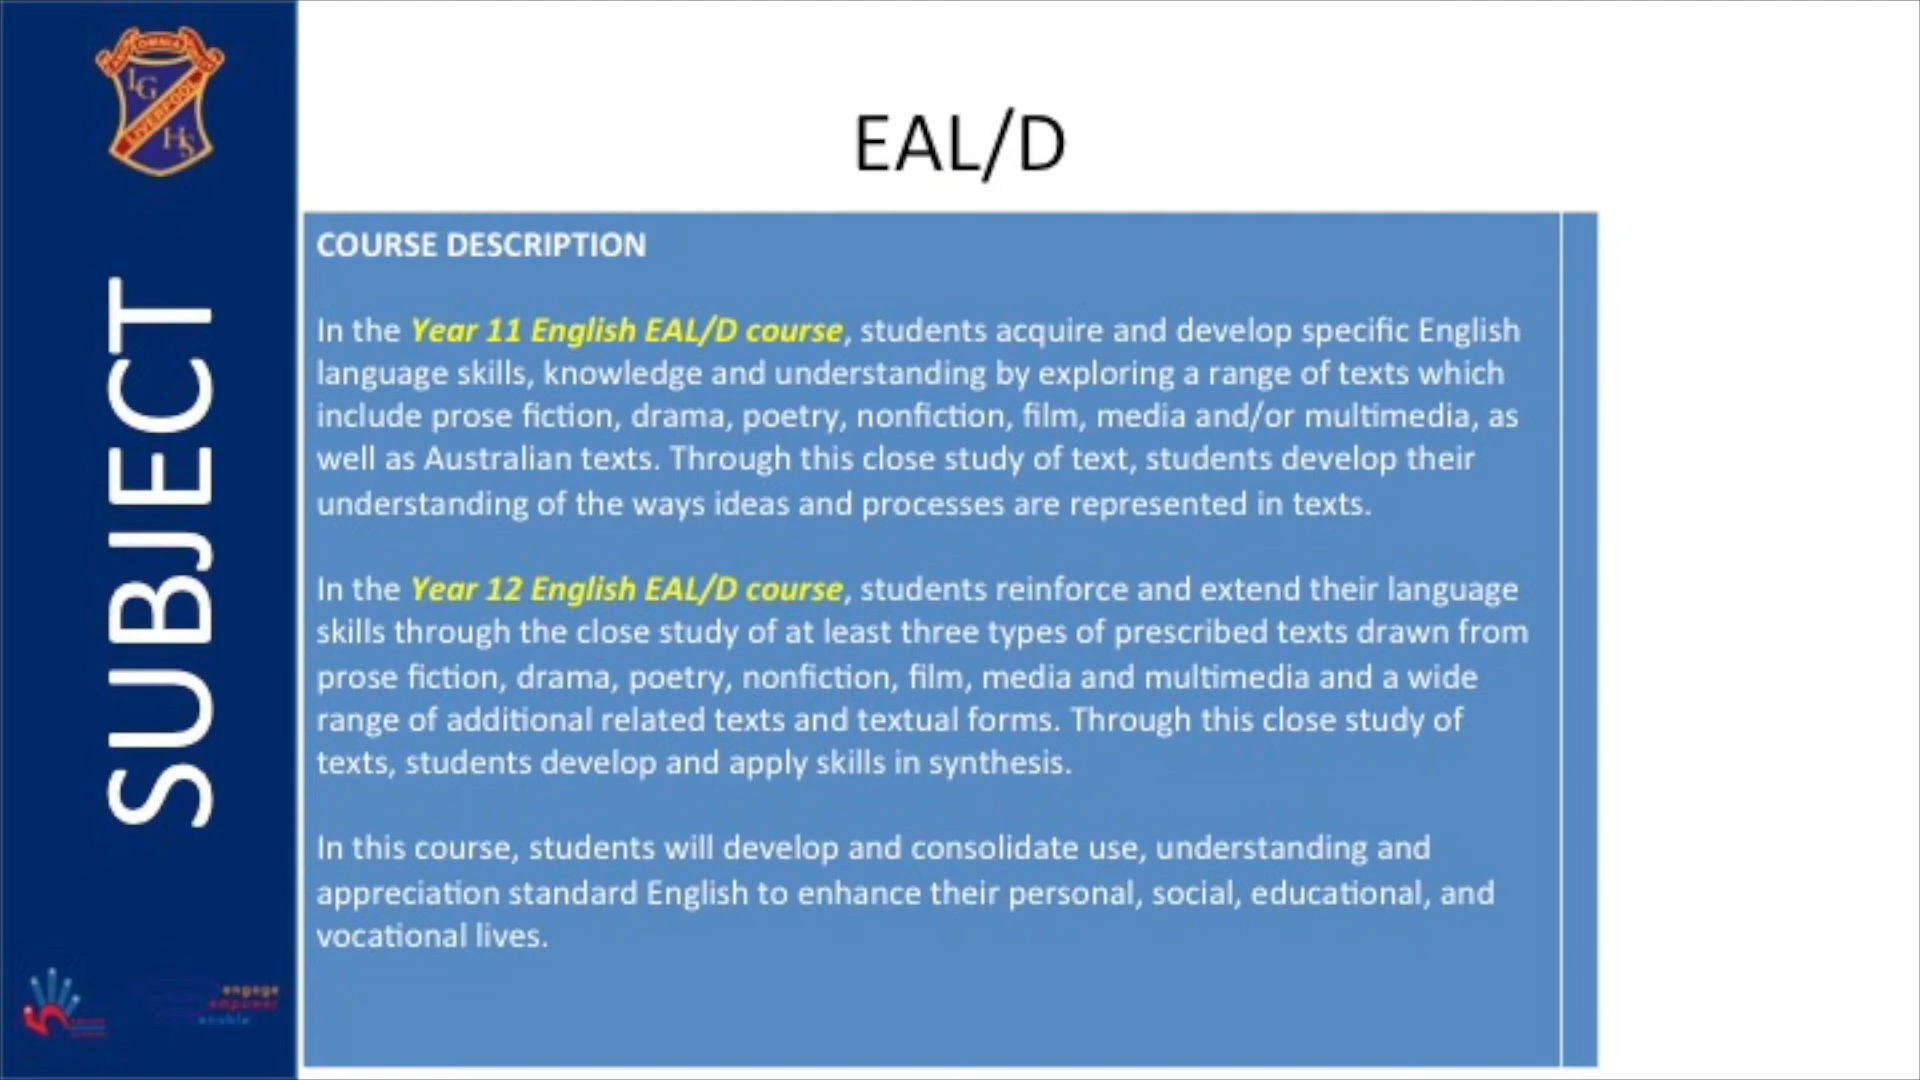 OMNIA
LG
LIVERPOOL
HS
SUBJECT
EAL/D
COURSE DESCRIPTION
In the Year 11 English EAL/D course, students acquire and develop specific English
language skills, knowledge and understanding by exploring a range of texts which
include prose fiction, drama, poetry, nonfiction, film, media and/or multimedia, as
well as Australian texts. Through this close study of text, students develop their
understanding of the ways ideas and processes are represented in texts.
In the Year 12 English EAL/D course, students reinforce and extend their language
skills through the close study of at least three types of prescribed texts drawn from
prose fiction, drama, poetry, nonfiction, film, media and multimedia and a wide
range of additional related texts and textual forms. Through this close study of
texts, students develop and apply skills in synthesis.
In this course, students will develop and consolidate use, understanding and
appreciation standard English to enhance their personal, social, educational, and
vocational lives.
engage
empower
enable